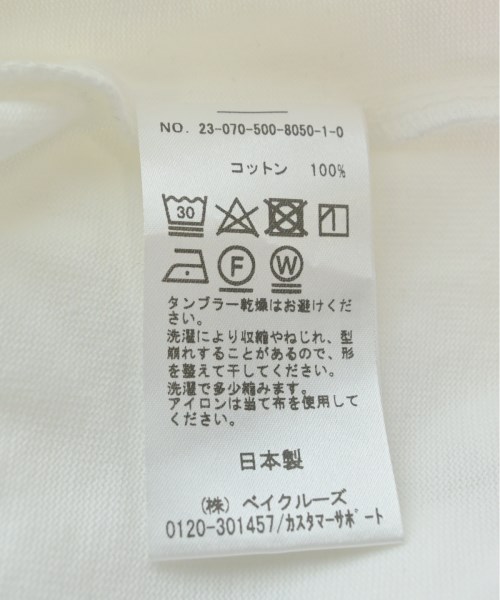 NO. 23-070-500-8050-1-0
コットン 100%
30
F W
タンブラー乾燥はお避けくだ
さい。
洗濯により収縮やねじれ、型
崩れすることがあるので、形
を整えて干してください。
洗濯で多少縮みます。
アイロンは当て布を使用して
ください。
日本製
(株) ベイクルーズ
0120-301457/カスタマーサポート